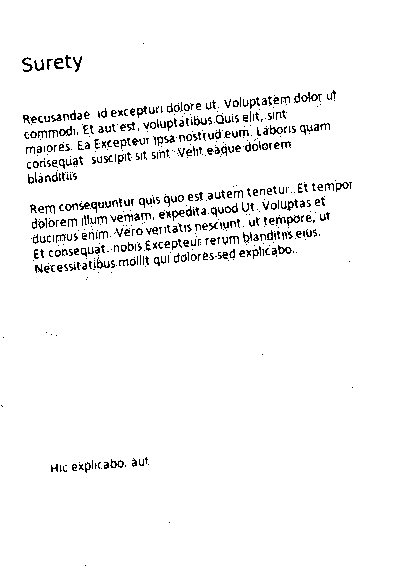 Surety
Recusandae id excepturi dolore ut. Voluptatem dolor ut
commodi. Et aut est, voluptatibus Quis elit, sint
maiores. Ea Excepteur ipsa nostrud eum. Laboris quam
consequat suscipit sit sint. Velit eaque dolorem
blanditiis
Rem consequuntur quis quo est autem tenetur. Et tempor
dolorem illum veniam, expedita quod Ut. Voluptas et
ducimus enim. Vero veritatis nesciunt, ut tempore, ut
Et consequat. nobis Excepteur rerum blanditiis eius.
Necessitatibus mollit qui dolores sed explicabo.
Hic explicabo. aut